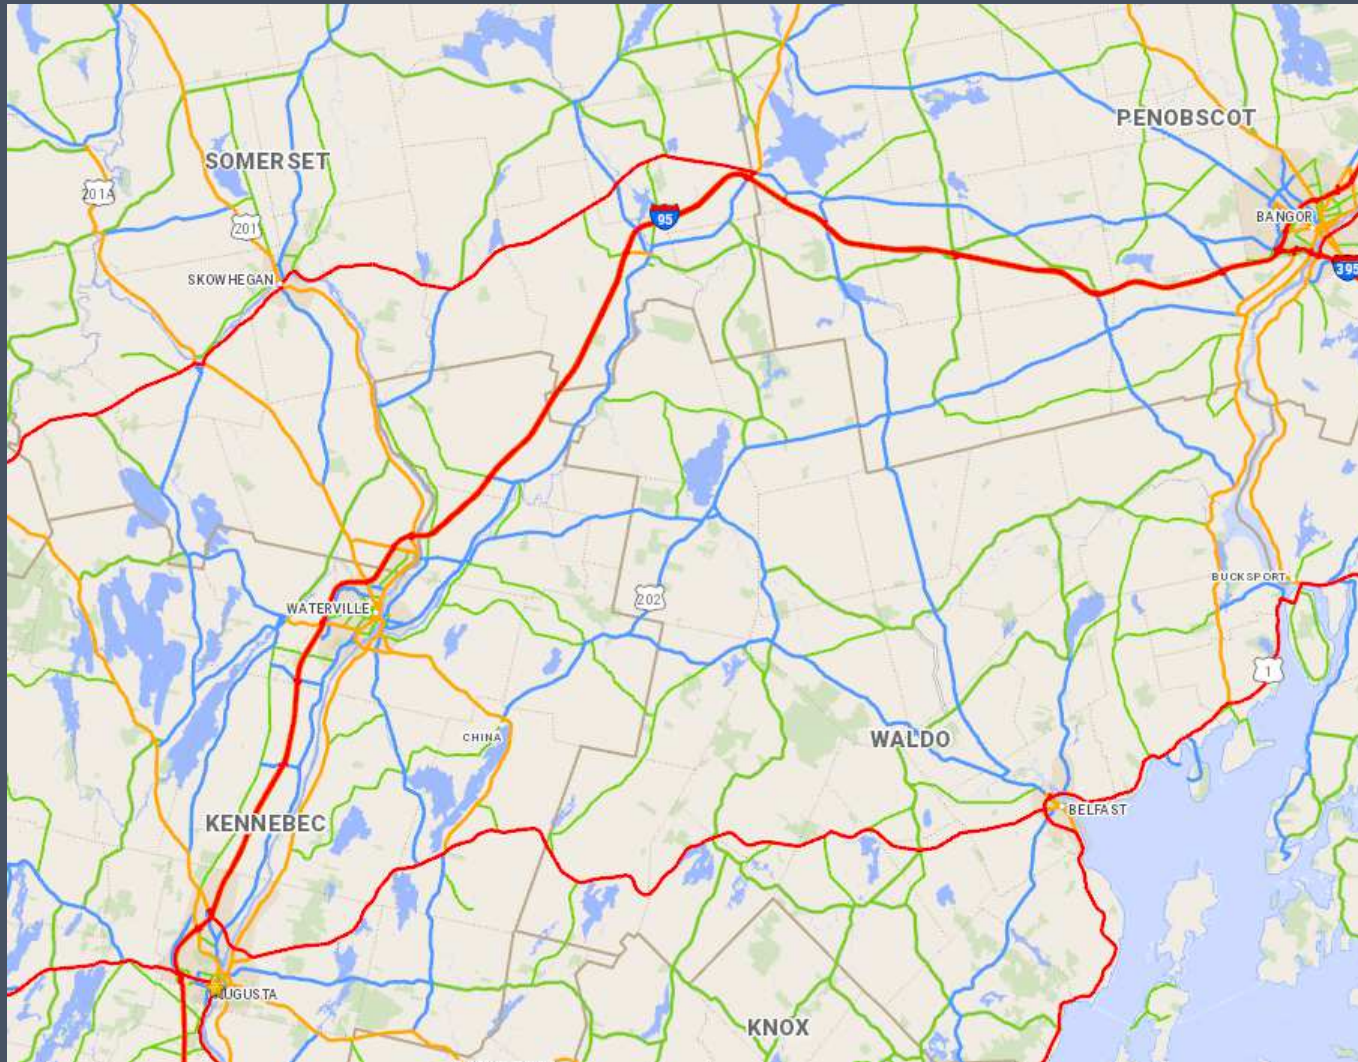 PENOBSCOT
SOMERSET
201A
95
BANGOR
201
395
SKOWHEGAN
BUCKSPORT
202
WATERVILLE
1
CHINA
WALDO
BELFAST
KENNEBEC
AUGUSTA
KNOX